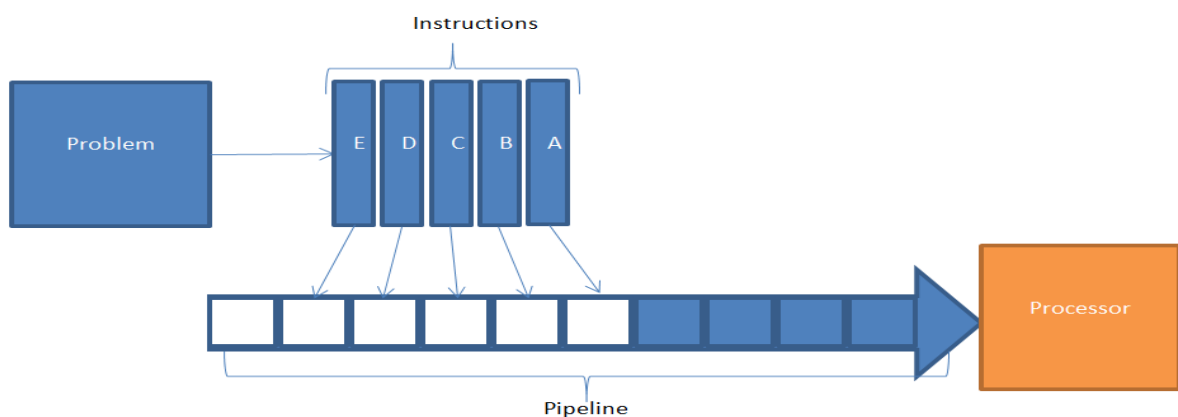 Instructions
Problem
E
D
C
B
A
Processor
Pipeline